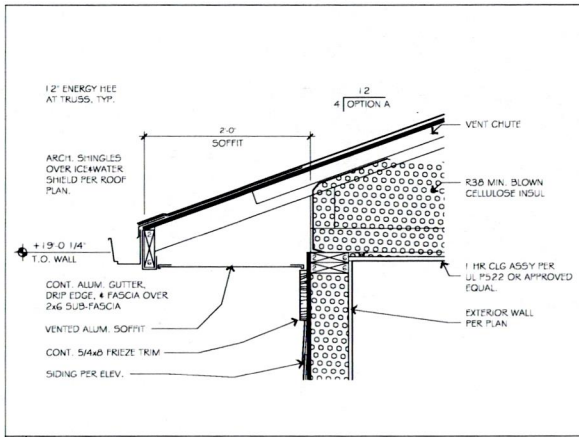 12" ENERGY HEE
AT TRUSS, TYP.
12
4 OPTION A
2'-0"
SOFFIT
VENT CHUTE
ARCH. SHINGLES
OVER ICE&WATER
SHIELD PER ROOF
PLAN.
R38 MIN. BLOWN
CELLULOSE INSUL
+19'-0 1/4"
T.O. WALL
1 HR CLG ASS'Y PER
UL P522 OR APPROVED
EQUAL.
CONT. ALUM. GUTTER,
DRIP EDGE, & FASCIA OVER
2x6 SUB-FASCIA
EXTERIOR WALL
PER PLAN
VENTED ALUM. SOFFIT
CONT. 5/4x8 FRIEZE TRIM
SIDING PER ELEV.